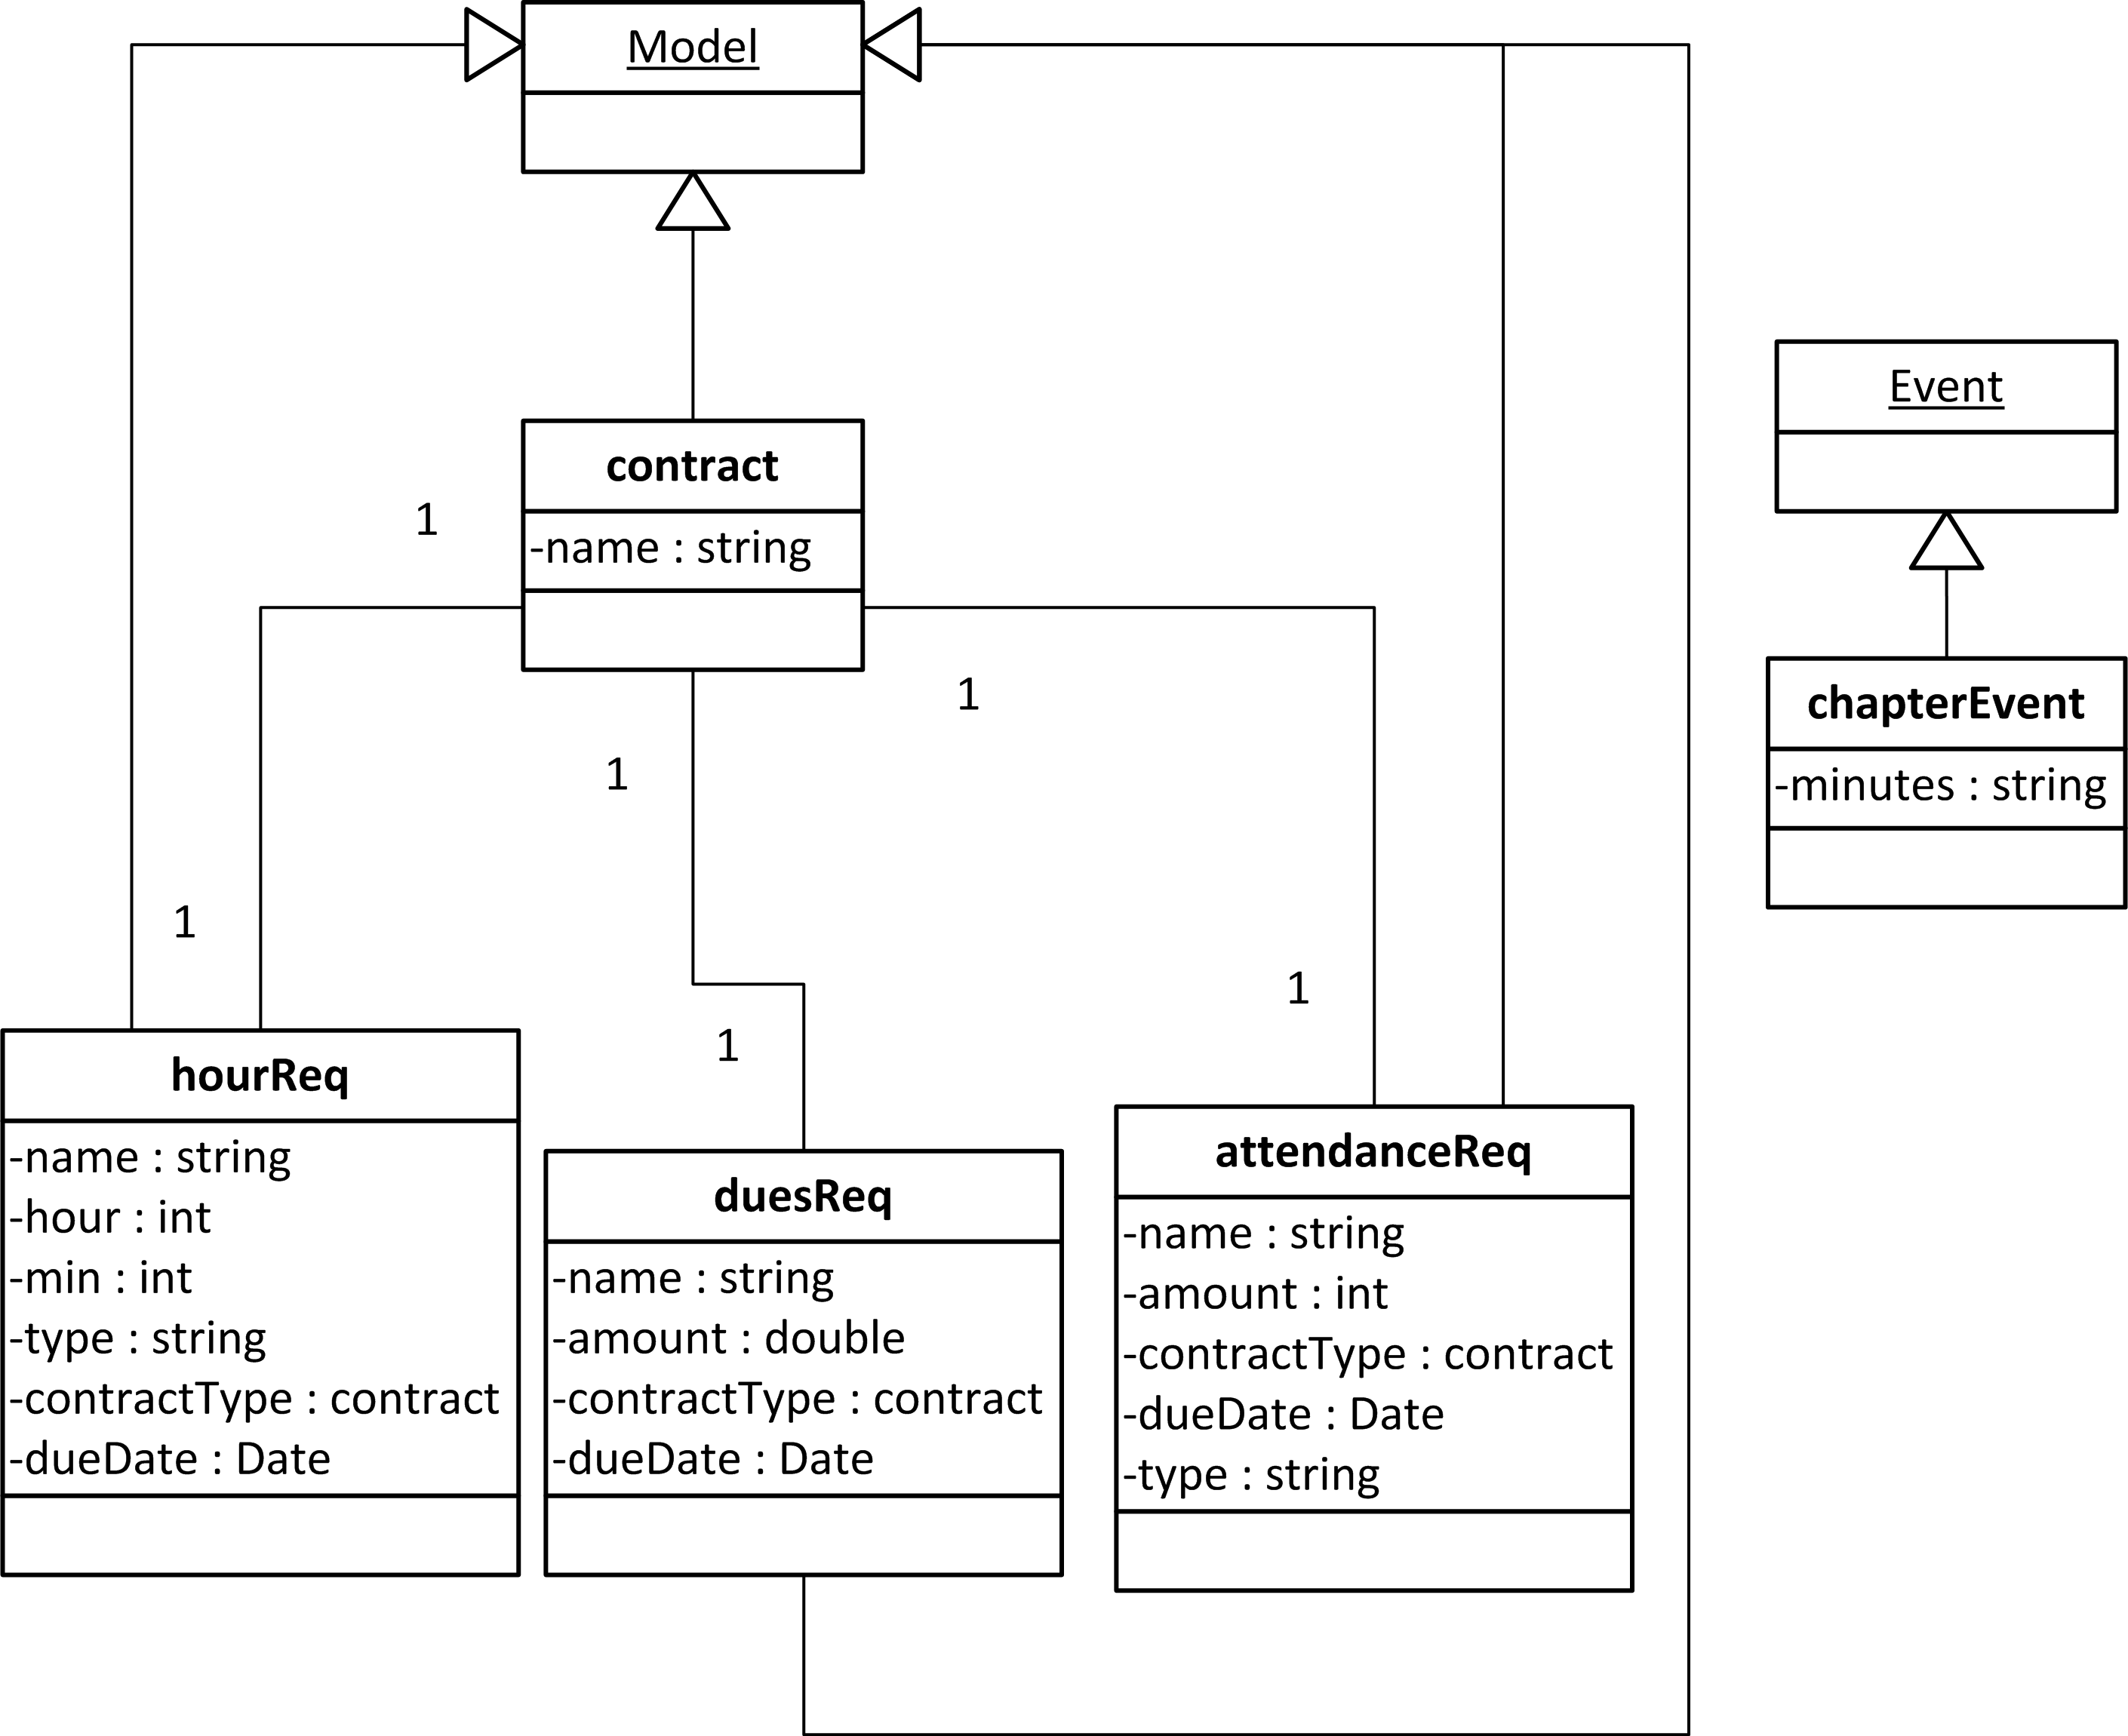 Model
Event
contract
-name : string
1
chapterEvent
-minutes : string
1
1
1
1
1
hourReq
-name : string
-hour : int
-min : int
-type : string
-contractType : contract
-dueDate : Date
duesReq
-name : string
-amount : double
-contractType : contract
-dueDate : Date
attendanceReq
-name : string
-amount : int
-contractType : contract
-dueDate : Date
-type : string